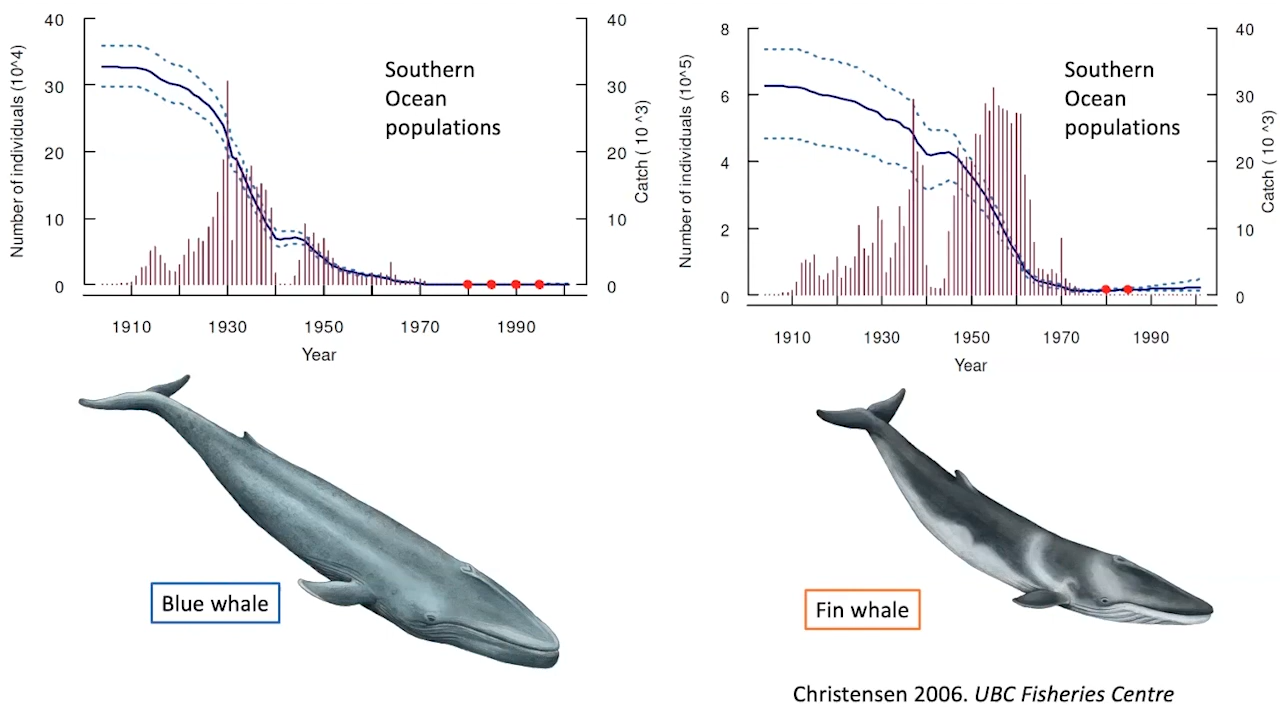 40
30
20
10
0
Number of individuals (10^4)
Southern
Ocean
populations
40
30
20
10
0
Catch ( 10 ^3)
1910 1930 1950 1970 1990
Year
8
6
4
2
0
Number of individuals (10^5)
Southern
Ocean
populations
40
30
20
10
0
Catch ( 10 ^3)
1910 1930 1950 1970 1990
Year
Blue whale
Fin whale
Christensen 2006. UBC Fisheries Centre